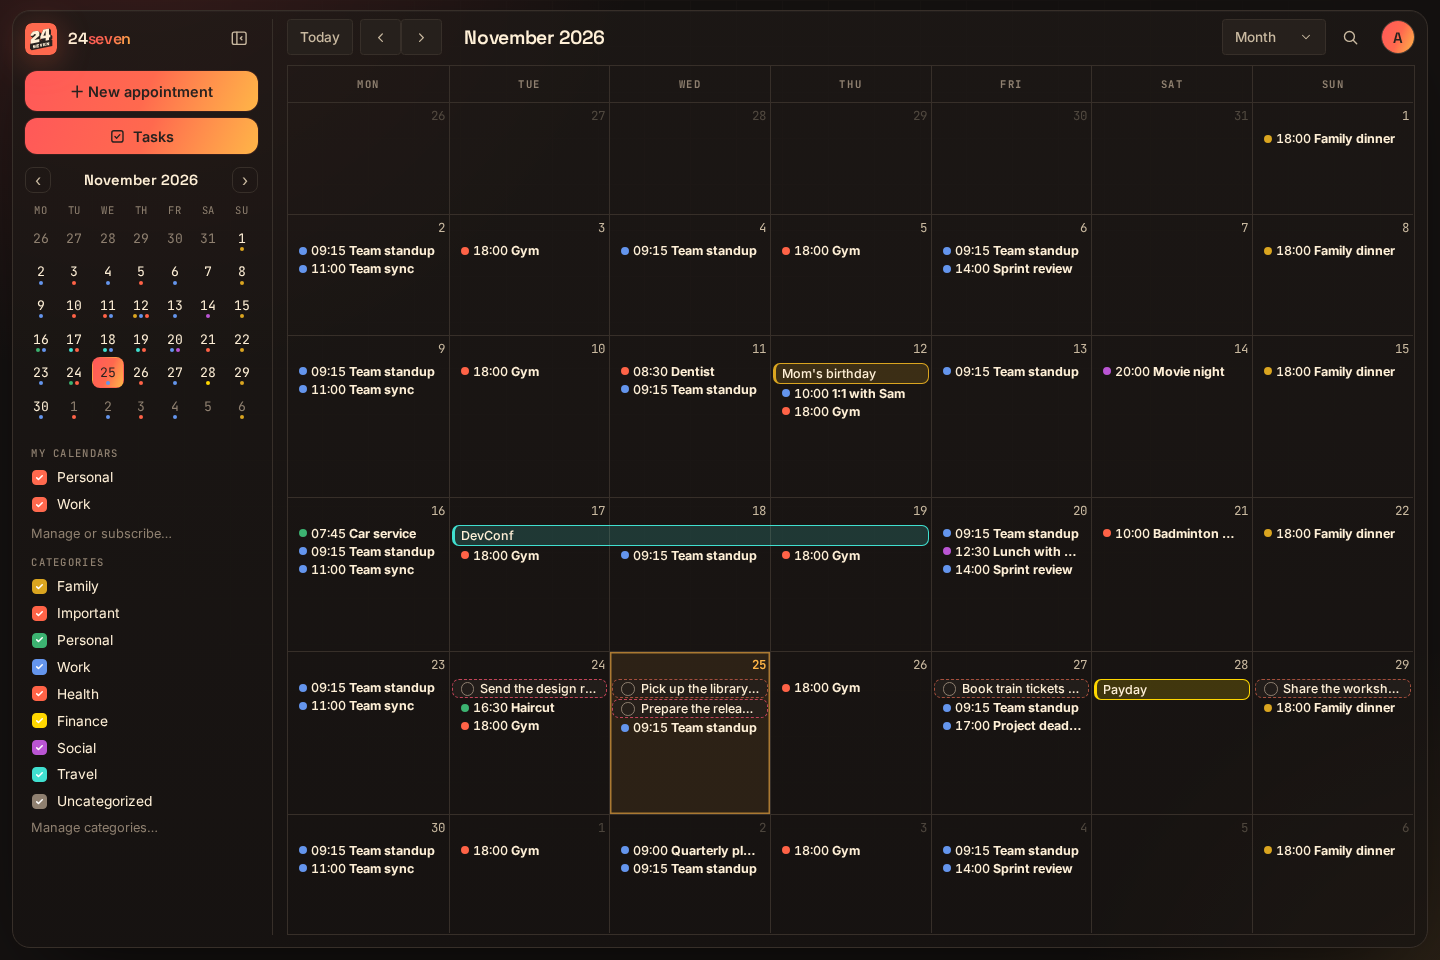 24
SEVEN
24seven
New appointment
Tasks
November 2026
MO TU WE TH FR SA SU
26 27 28 29 30 31 1
2 3 4 5 6 7 8
9 10 11 12 13 14 15
16 17 18 19 20 21 22
23 24 25 26 27 28 29
30 1 2 3 4 5 6
MY CALENDARS
Personal
Work
Manage or subscribe...
CATEGORIES
Family
Important
Personal
Work
Health
Finance
Social
Travel
Uncategorized
Manage categories...
Today
November 2026
Month
A
MON TUE WED THU FRI SAT SUN
26 27 28 29 30 31 1
18:00 Family dinner
2 3 4 5 6 7 8
09:15 Team standup 18:00 Gym 09:15 Team standup 18:00 Gym 09:15 Team standup 18:00 Family dinner
11:00 Team sync 14:00 Sprint review
9 10 11 12 13 14 15
09:15 Team standup 18:00 Gym 08:30 Dentist Mom's birthday 09:15 Team standup 20:00 Movie night 18:00 Family dinner
11:00 Team sync 09:15 Team standup 10:00 1:1 with Sam
18:00 Gym
16 17 18 19 20 21 22
07:45 Car service DevConf 09:15 Team standup 10:00 Badminton ... 18:00 Family dinner
09:15 Team standup 18:00 Gym 09:15 Team standup 18:00 Gym 12:30 Lunch with ...
11:00 Team sync 14:00 Sprint review
23 24 25 26 27 28 29
09:15 Team standup Send the design r... Pick up the library... 18:00 Gym Book train tickets ... Payday Share the worksh...
11:00 Team sync 16:30 Haircut Prepare the relea... 09:15 Team standup 18:00 Family dinner
18:00 Gym 09:15 Team standup 17:00 Project dead...
30 1 2 3 4 5 6
09:15 Team standup 18:00 Gym 09:00 Quarterly pl... 18:00 Gym 09:15 Team standup 18:00 Family dinner
11:00 Team sync 09:15 Team standup 14:00 Sprint review